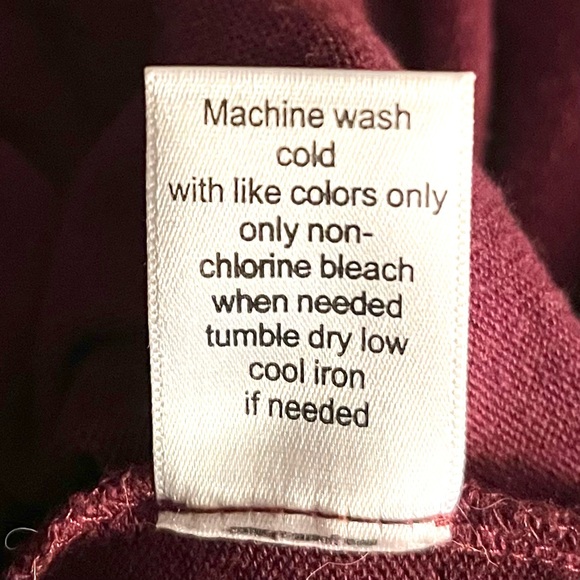 Machine wash
cold
with like colors only
only non-
chlorine bleach
when needed
tumble dry low
cool iron
if needed